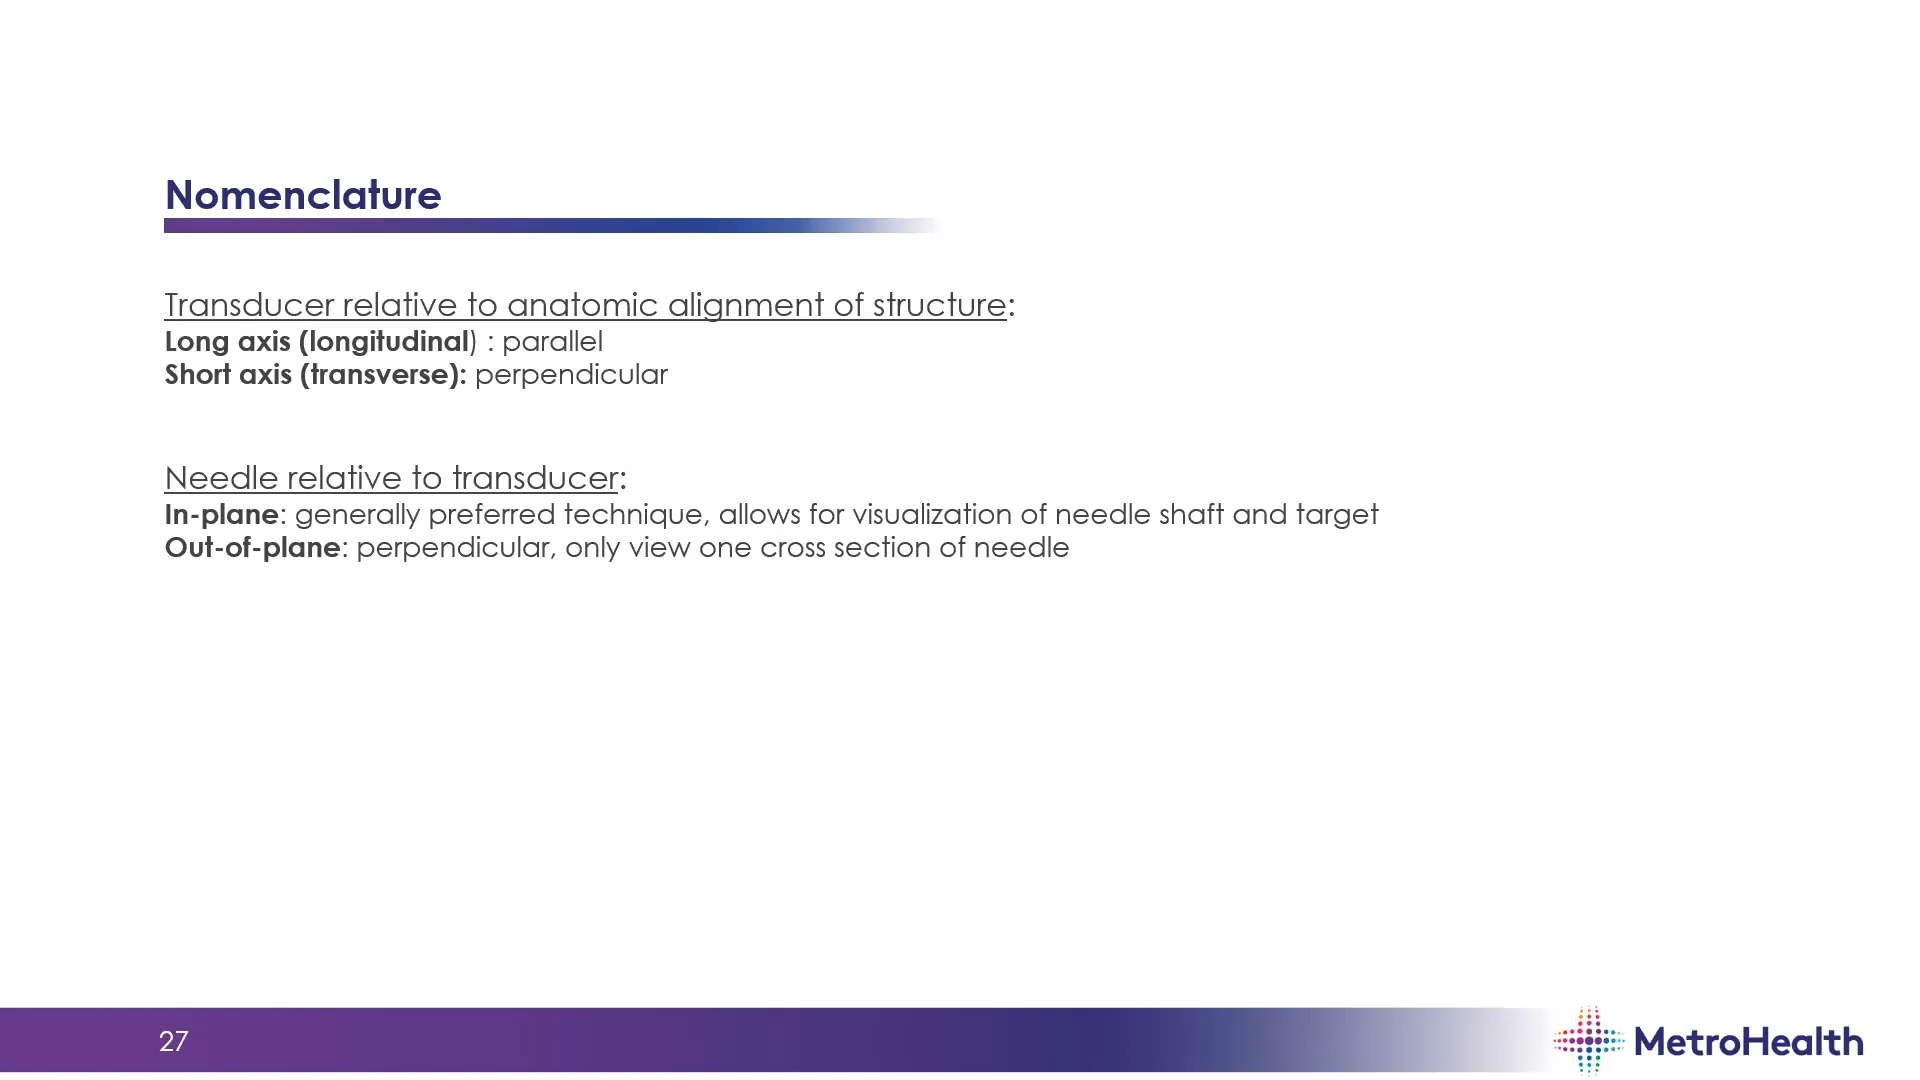 Nomenclature
Transducer relative to anatomic alignment of structure:
Long axis (longitudinal) : parallel
Short axis (transverse): perpendicular
Needle relative to transducer:
In-plane: generally preferred technique, allows for visualization of needle shaft and target
Out-of-plane: perpendicular, only view one cross section of needle
27
MetroHealth